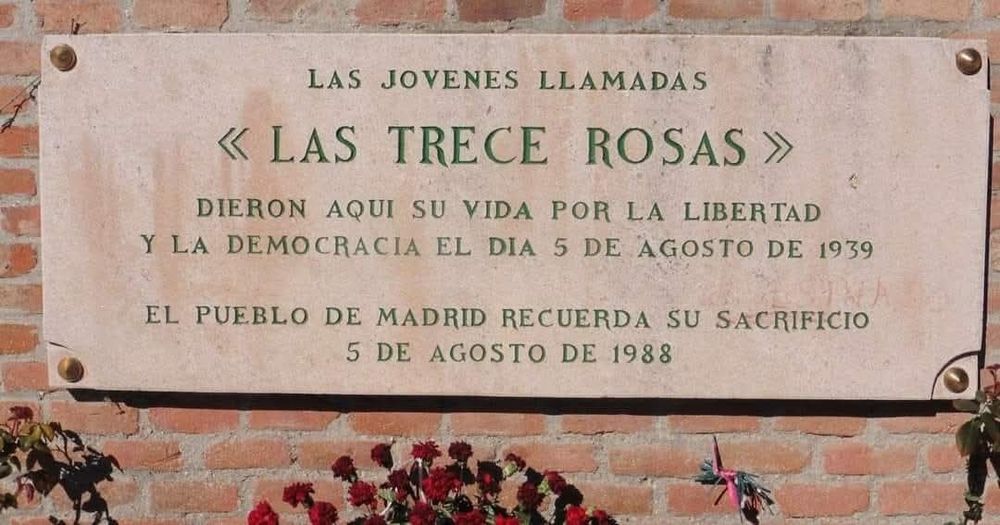 LAS JOVENES LLAMADAS
« LAS TRECE ROSAS »
DIERON AQUI SU VIDA POR LA LIBERTAD
Y LA DEMOCRACIA EL DIA 5 DE AGOSTO DE 1939
EL PUEBLO DE MADRID RECUERDA SU SACRIFICIO
5 DE AGOSTO DE 1988